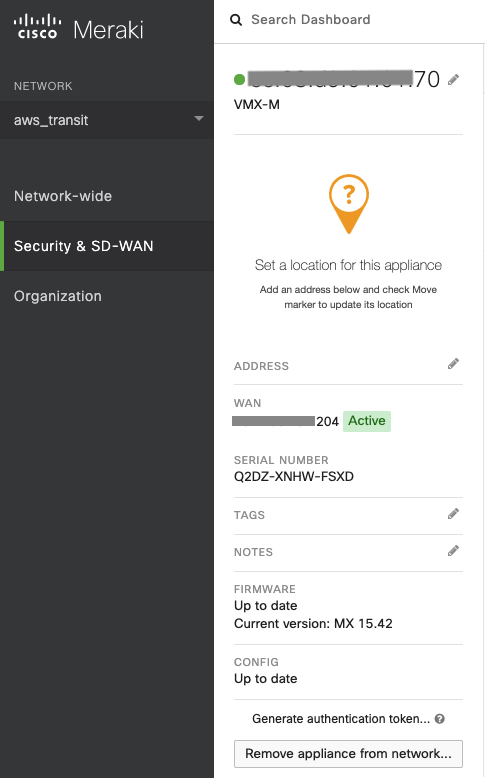 CISCO Meraki
NETWORK
aws_transit
Network-wide
Security & SD-WAN
Organization
Search Dashboard
70
VMX-M
?
Set a location for this appliance
Add an address below and check Move
marker to update its location
ADDRESS
WAN
204 Active
SERIAL NUMBER
Q2DZ-XNHW-FSXD
TAGS
NOTES
FIRMWARE
Up to date
Current version: MX 15.42
CONFIG
Up to date
Generate authentication token... ?
Remove appliance from network...